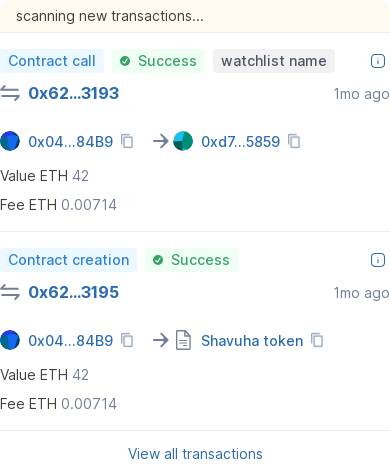 scanning new transactions...
Contract call Success watchlist name
0x62...3193 1mo ago
0x04...84B9 0xd7...5859
Value ETH 42
Fee ETH 0.00714
Contract creation Success
0x62...3195 1mo ago
0x04...84B9 Shavuha token
Value ETH 42
Fee ETH 0.00714
View all transactions